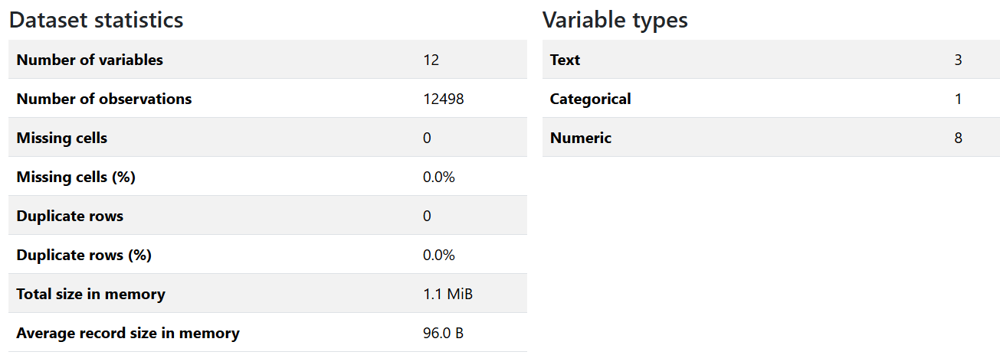 Dataset statistics
Number of variables 12
Number of observations 12498
Missing cells 0
Missing cells (%) 0.0%
Duplicate rows 0
Duplicate rows (%) 0.0%
Total size in memory 1.1 MiB
Average record size in memory 96.0 B
Variable types
Text 3
Categorical 1
Numeric 8